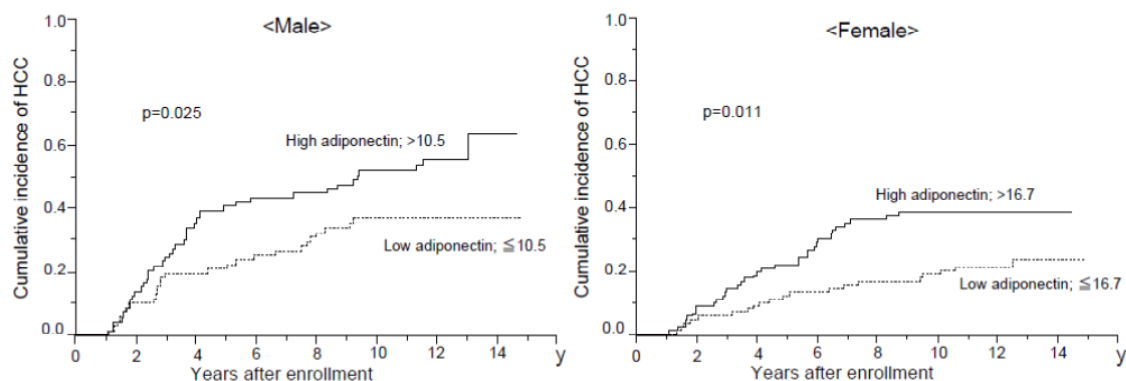 <Male>
Cumulative incidence of HCC
1.0
0.8
0.6
0.4
0.2
0.0
p=0.025
High adiponectin; >10.5
Low adiponectin; ≦10.5
0 2 4 6 8 10 12 14 y
Years after enrollment
<Female>
Cumulative incidence of HCC
1.0
0.8
0.6
0.4
0.2
0.0
p=0.011
High adiponectin; >16.7
Low adiponectin; ≦16.7
0 2 4 6 8 10 12 14 y
Years after enrollment